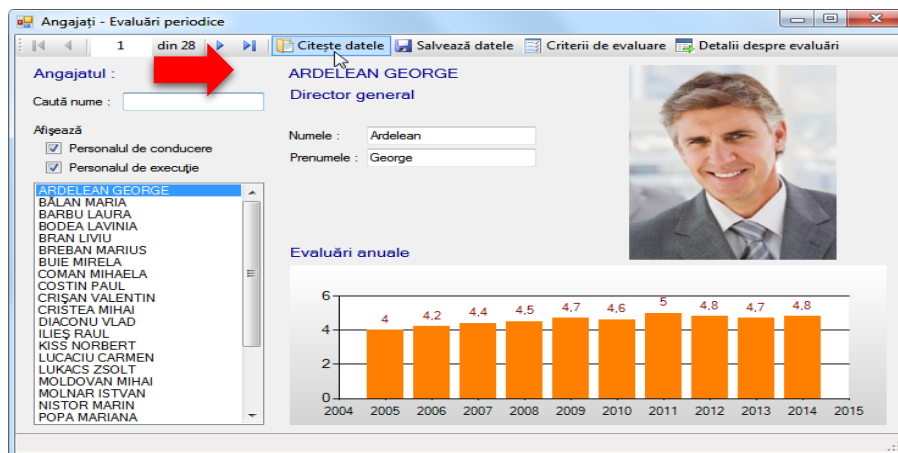 Angajați - Evaluări periodice
1 din 28 Citește datele Salvează datele Criterii de evaluare Detalii despre evaluări
Angajatul :
Caută nume :
Afișează
Personalul de conducere
Personalul de execuție
ARDELEAN GEORGE
BĂLAN MARIA
BARBU LAURA
BODEA LAVINIA
BRAN LIVIU
BREBAN MARIUS
BUIE MIRELA
COMAN MIHAELA
COSTIN PAUL
CRIȘAN VALENTIN
CRISTEA MIHAI
DIACONU VLAD
ILIEȘ RAUL
KISS NORBERT
LUCACIU CARMEN
LUKACS ZSOLT
MOLDOVAN MIHAI
MOLNAR ISTVAN
NISTOR MARIN
POPA MARIANA
ARDELEAN GEORGE
Director general
Numele : Ardelean
Prenumele : George
Evaluări anuale
6
4
2
0
4 4,2 4,4 4,5 4,7 4,6 5 4,8 4,7 4,8
2004 2005 2006 2007 2008 2009 2010 2011 2012 2013 2014 2015